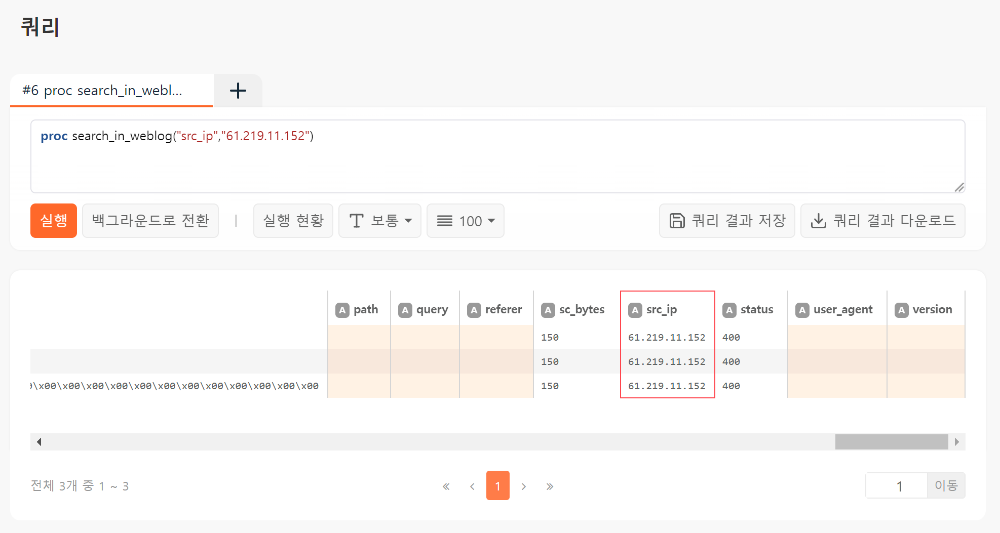 쿼리
#6 proc search_in_webl...
proc search_in_weblog("src_ip","61.219.11.152")
실행 백그라운드로 전환 실행 현황 보통 100 쿼리 결과 저장 쿼리 결과 다운로드
A path A query A referer A sc_bytes A src_ip A status A user_agent A version
150 61.219.11.152 400
150 61.219.11.152 400
\x00\x00\x00\x00\x00\x00\x00\x00\x00\x00\x00\x00 150 61.219.11.152 400
전체 3개 중 1 ~ 3 « ‹ 1 › » 1 이동